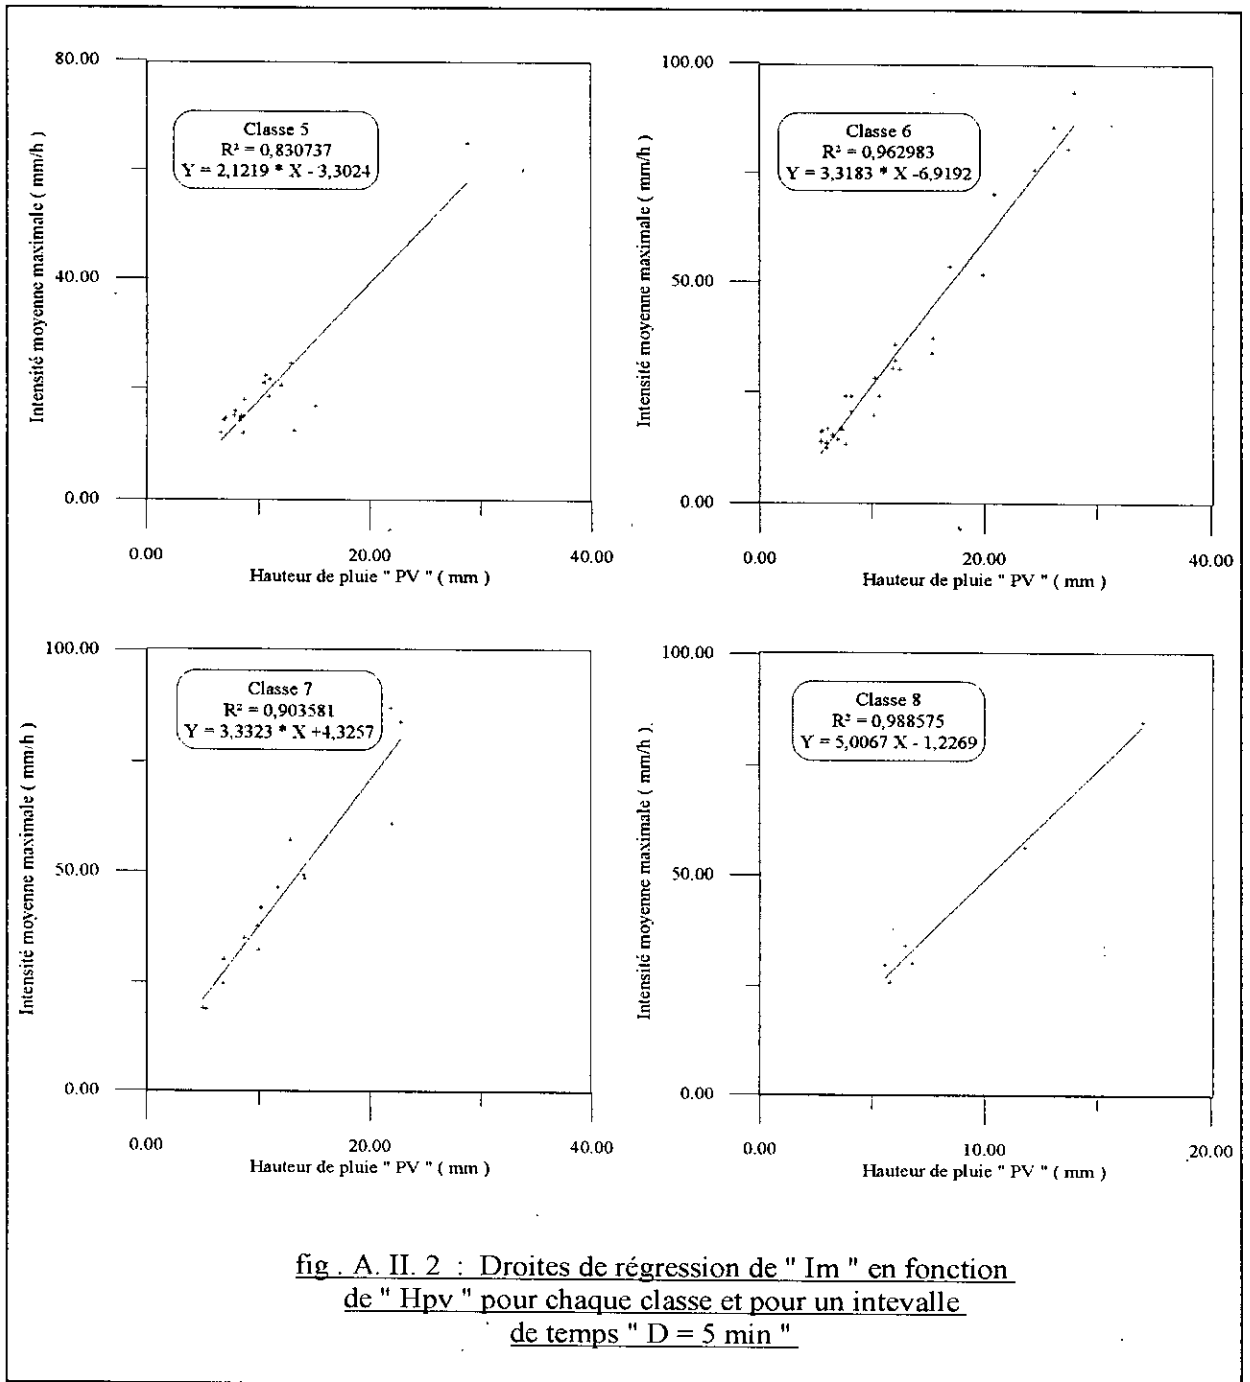 80.00
Classe 5
R² = 0,830737
Y = 2,1219 * X - 3,3024
Intensité moyenne maximale ( mm/h )
40.00
0.00
0.00 20.00 40.00
Hauteur de pluie " PV " ( mm )
100.00
Classe 6
R² = 0,962983
Y = 3,3183 * X -6,9192
Intensité moyenne maximale ( mm/h )
50.00
0.00
0.00 20.00 40.00
Hauteur de pluie " PV " ( mm )
100.00
Classe 7
R² = 0,903581
Y = 3,3323 * X +4,3257
Intensité moyenne maximale ( mm/h )
50.00
0.00
0.00 20.00 40.00
Hauteur de pluie " PV " ( mm )
100.00
Classe 8
R² = 0,988575
Y = 5,0067 X - 1,2269
Intensité moyenne maximale ( mm/h )
50.00
0.00
0.00 10.00 20.00
Hauteur de pluie " PV " ( mm )
fig . A. II. 2 : Droites de régression de " Im " en fonction
de " Hpv " pour chaque classe et pour un intevalle
de temps " D = 5 min "